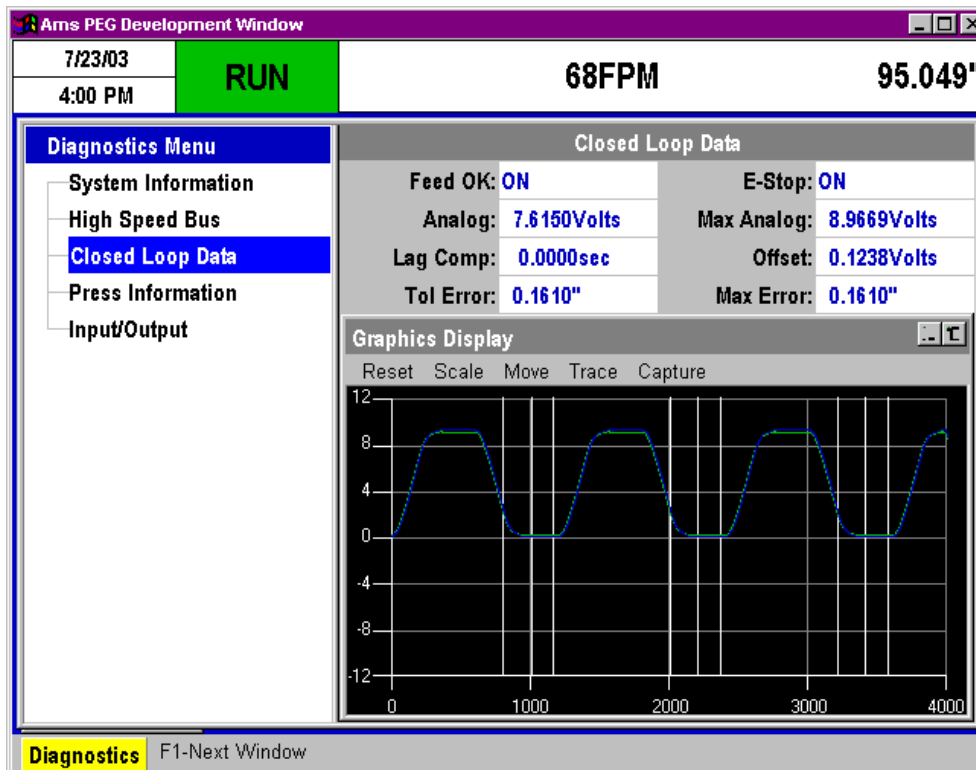 Ams PEG Development Window
7/23/03
4:00 PM
RUN
68FPM
95.049"
Diagnostics Menu
System Information
High Speed Bus
Closed Loop Data
Press Information
Input/Output
Closed Loop Data
Feed OK: ON
E-Stop: ON
Analog: 7.6150Volts
Max Analog: 8.9669Volts
Lag Comp: 0.0000sec
Offset: 0.1238Volts
Tol Error: 0.1610"
Max Error: 0.1610"
Graphics Display
Reset Scale Move Trace Capture
12
8
4
0
-4
-8
-12
0 1000 2000 3000 4000
Diagnostics
F1-Next Window